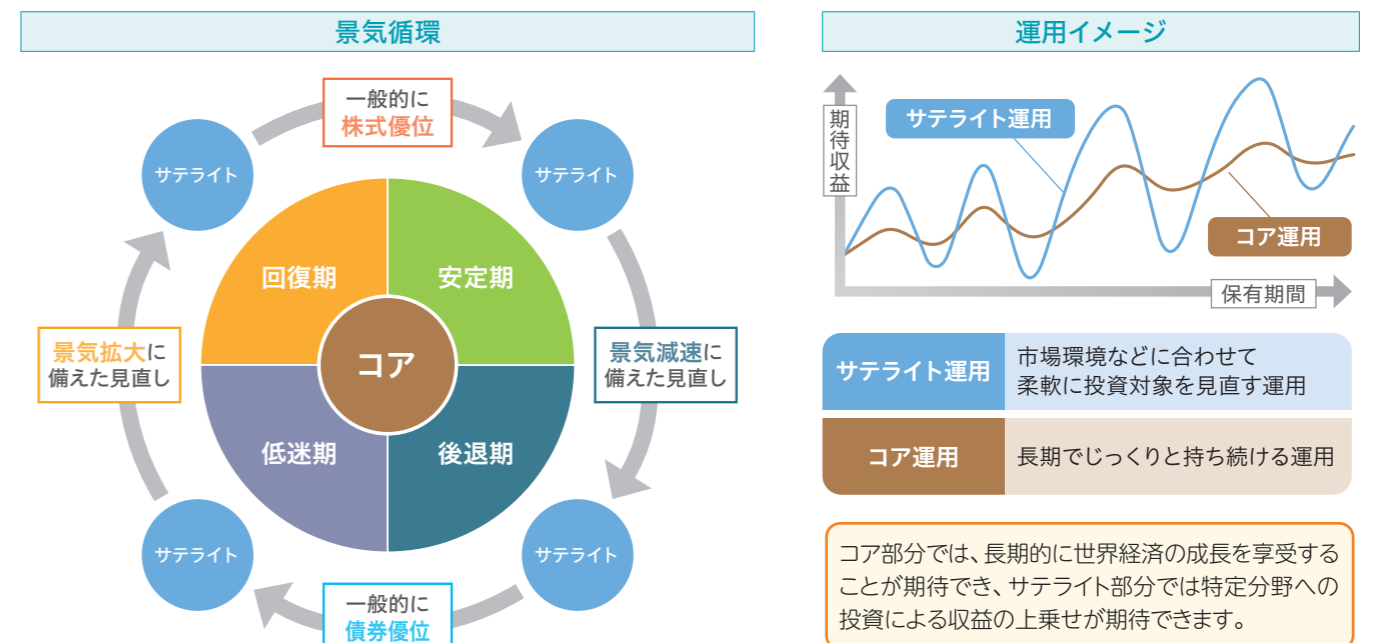 景気循環
一般的に
株式優位
サテライト
サテライト
回復期
安定期
景気拡大に
備えた見直し
コア
景気減速に
備えた見直し
低迷期
後退期
サテライト
サテライト
一般的に
債券優位
運用イメージ
期待収益
サテライト運用
コア運用
保有期間
サテライト運用
市場環境などに合わせて
柔軟に投資対象を見直す運用
コア運用
長期でじっくりと持ち続ける運用
コア部分では、長期的に世界経済の成長を享受する
ことが期待でき、サテライト部分では特定分野への
投資による収益の上乗せが期待できます。